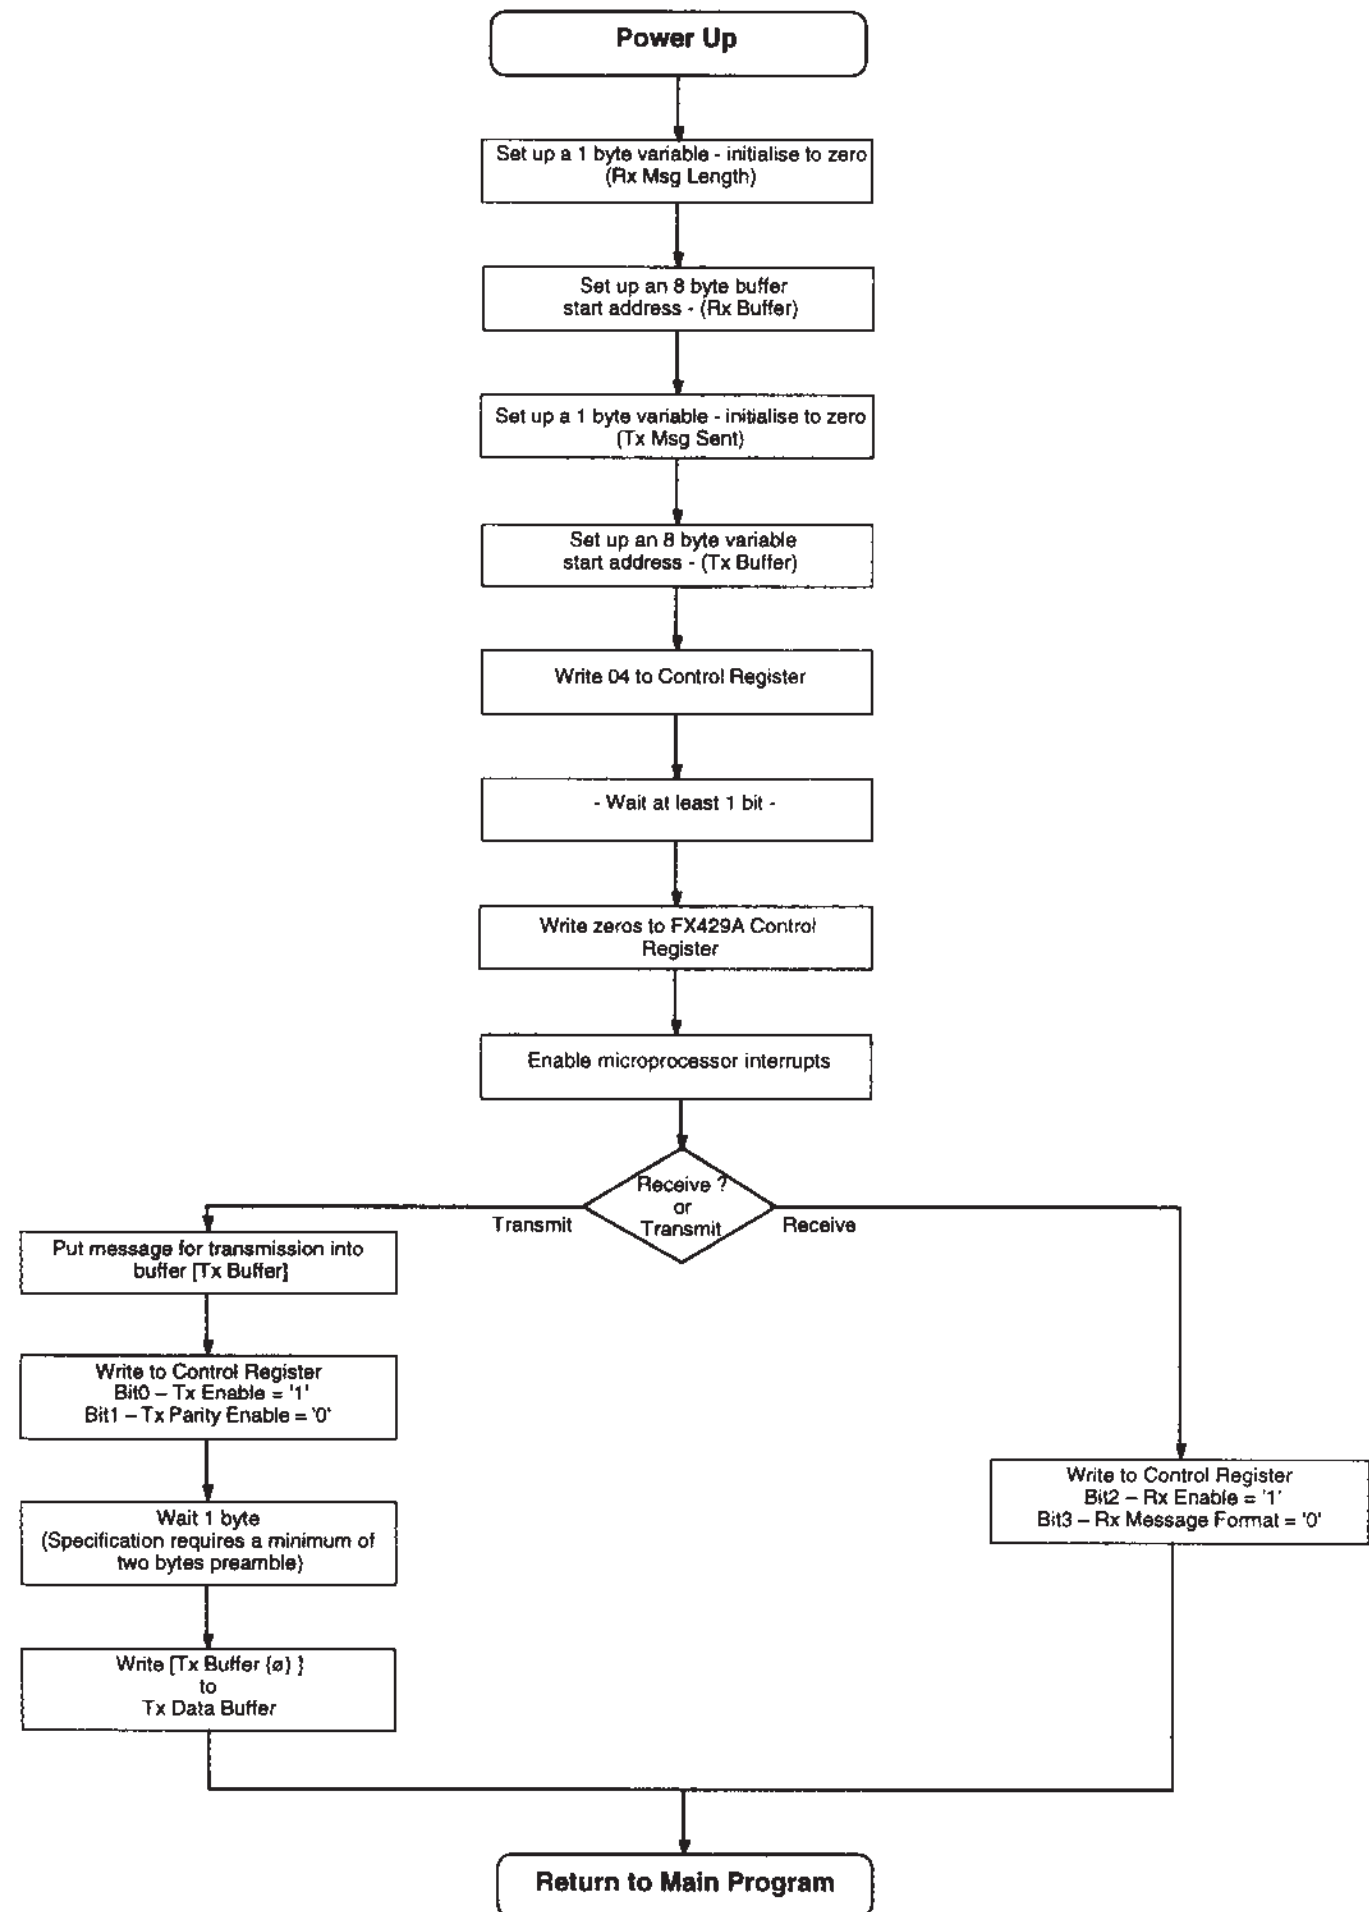 Power Up
Set up a 1 byte variable - initialise to zero
(Rx Msg Length)
Set up an 8 byte buffer
start address - (Rx Buffer)
Set up a 1 byte variable - initialise to zero
(Tx Msg Sent)
Set up an 8 byte variable
start address - (Tx Buffer)
Write 04 to Control Register
- Wait at least 1 bit -
Write zeros to FX429A Control
Register
Enable microprocessor interrupts
Receive ?
or
Transmit
Transmit
Receive
Put message for transmission into
buffer [Tx Buffer]
Write to Control Register
Bit0 – Tx Enable = '1'
Bit1 – Tx Parity Enable = '0'
Wait 1 byte
(Specification requires a minimum of
two bytes preamble)
Write [Tx Buffer (ø) ]
to
Tx Data Buffer
Write to Control Register
Bit2 – Rx Enable = '1'
Bit3 – Rx Message Format = '0'
Return to Main Program